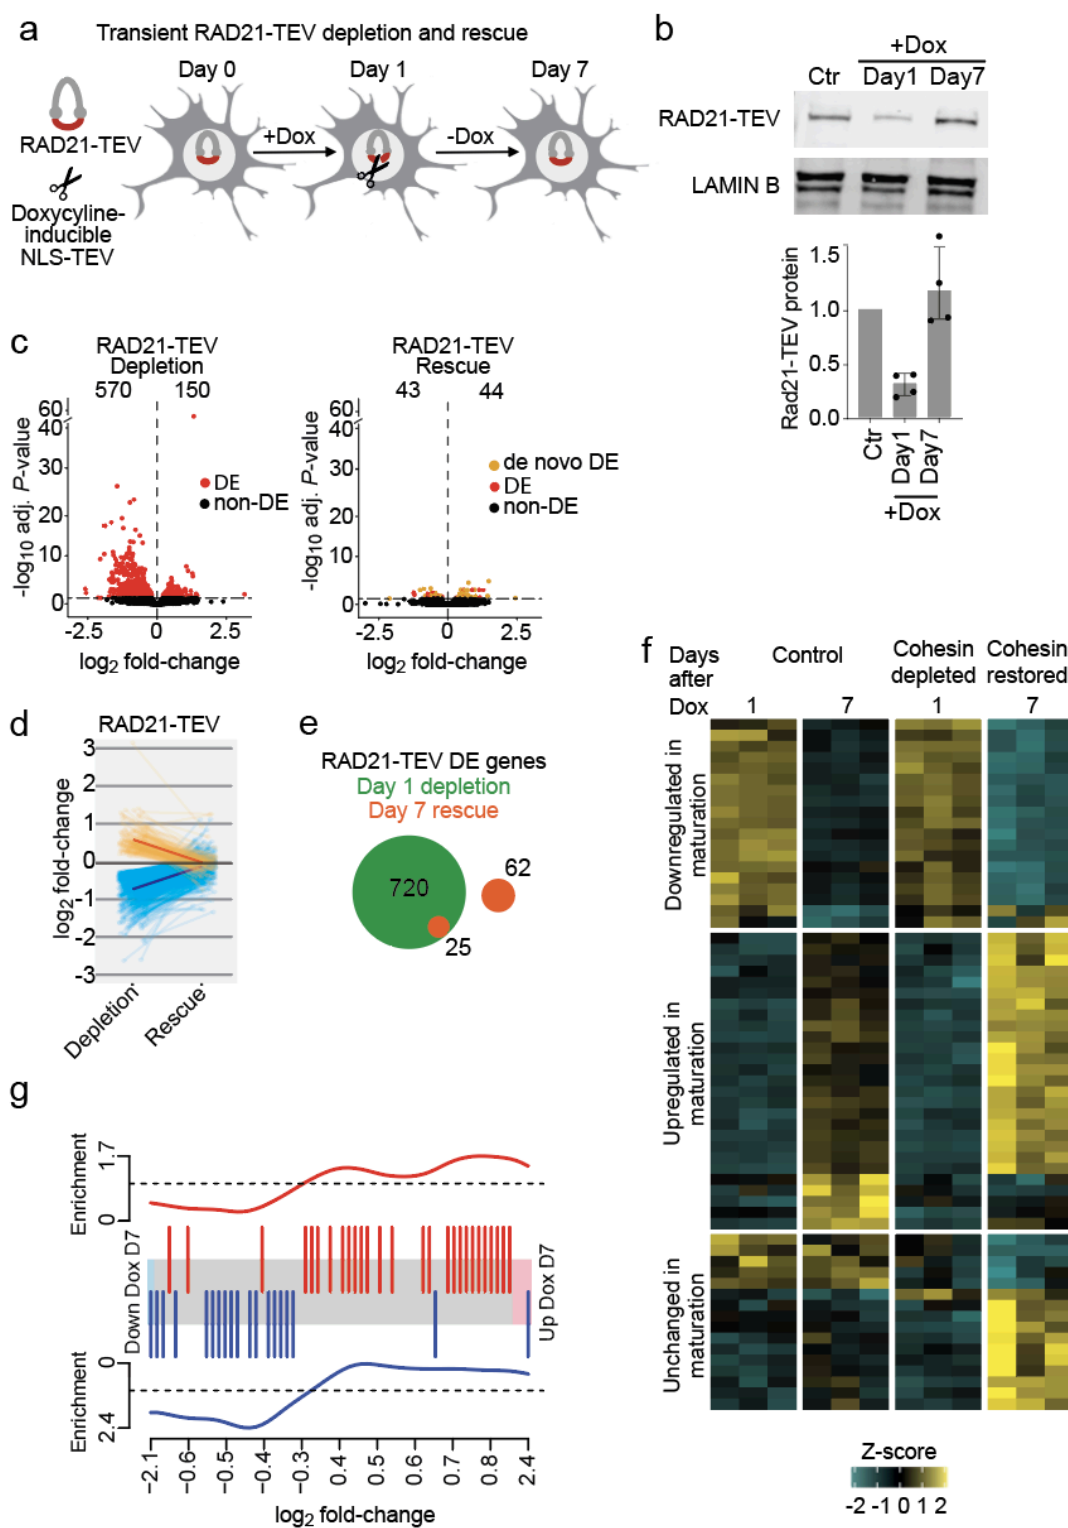 a
Transient RAD21-TEV depletion and rescue
Day 0
Day 1
Day 7
RAD21-TEV
+Dox
-Dox
Doxycyline-
inducible
NLS-TEV
b
+Dox
Ctr
Day1
Day7
RAD21-TEV
LAMIN B
Rad21-TEV protein
1.5
1.0
0.5
0.0
Ctr
Day1
Day7
+Dox
c
RAD21-TEV
Depletion
570
150
-log10 adj. P-value
60
40
30
20
10
0
DE
non-DE
-2.5
0
2.5
log2 fold-change
RAD21-TEV
Rescue
43
44
-log10 adj. P-value
60
40
30
20
10
0
de novo DE
DE
non-DE
-2.5
0
2.5
log2 fold-change
d
RAD21-TEV
log2 fold-change
3
2
1
0
-1
-2
-3
Depletion
Rescue
e
RAD21-TEV DE genes
Day 1 depletion
Day 7 rescue
720
62
25
f
Days
after
Dox
Control
Cohesin
depleted
Cohesin
restored
1
7
1
7
Downregulated in
maturation
Upregulated in
maturation
Unchanged in
maturation
Z-score
-2 -1 0 1 2
g
Enrichment
1.7
0
Down Dox D7
Up Dox D7
Enrichment
0
2.4
−2.1
−0.6
−0.5
−0.4
−0.3
0.4
0.6
0.7
0.8
2.4
log2 fold-change